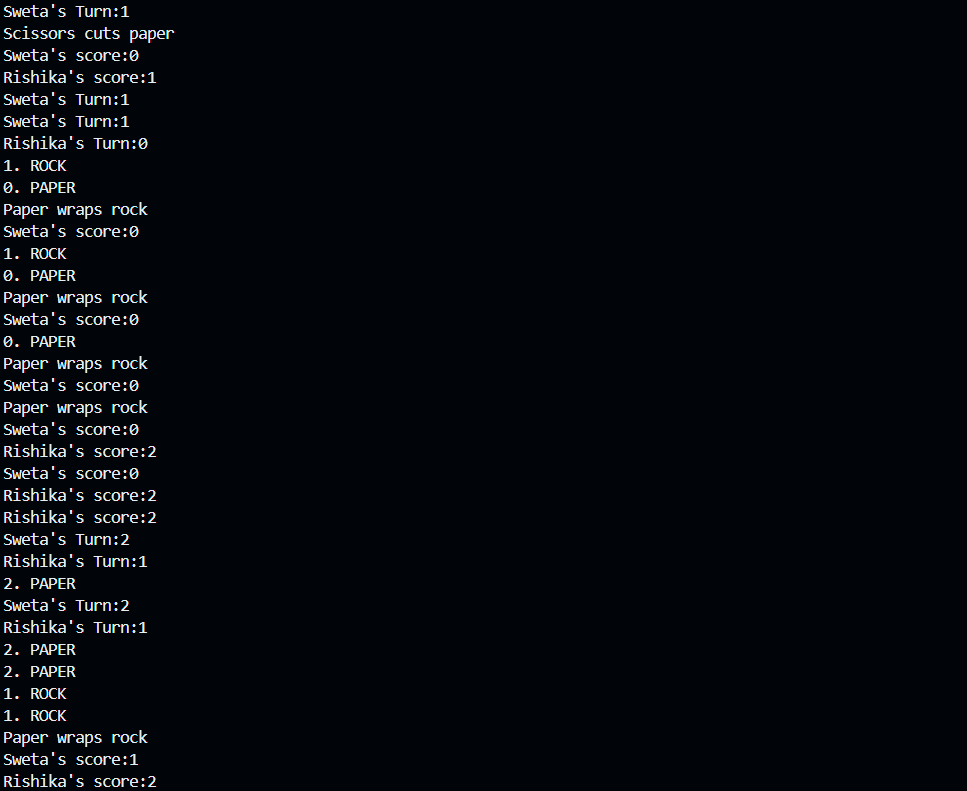 Sweta's Turn:1
Scissors cuts paper
Sweta's score:0
Rishika's score:1
Sweta's Turn:1
Sweta's Turn:1
Rishika's Turn:0
1. ROCK
0. PAPER
Paper wraps rock
Sweta's score:0
1. ROCK
0. PAPER
Paper wraps rock
Sweta's score:0
0. PAPER
Paper wraps rock
Sweta's score:0
Paper wraps rock
Sweta's score:0
Rishika's score:2
Sweta's score:0
Rishika's score:2
Rishika's score:2
Sweta's Turn:2
Rishika's Turn:1
2. PAPER
Sweta's Turn:2
Rishika's Turn:1
2. PAPER
2. PAPER
1. ROCK
1. ROCK
Paper wraps rock
Sweta's score:1
Rishika's score:2